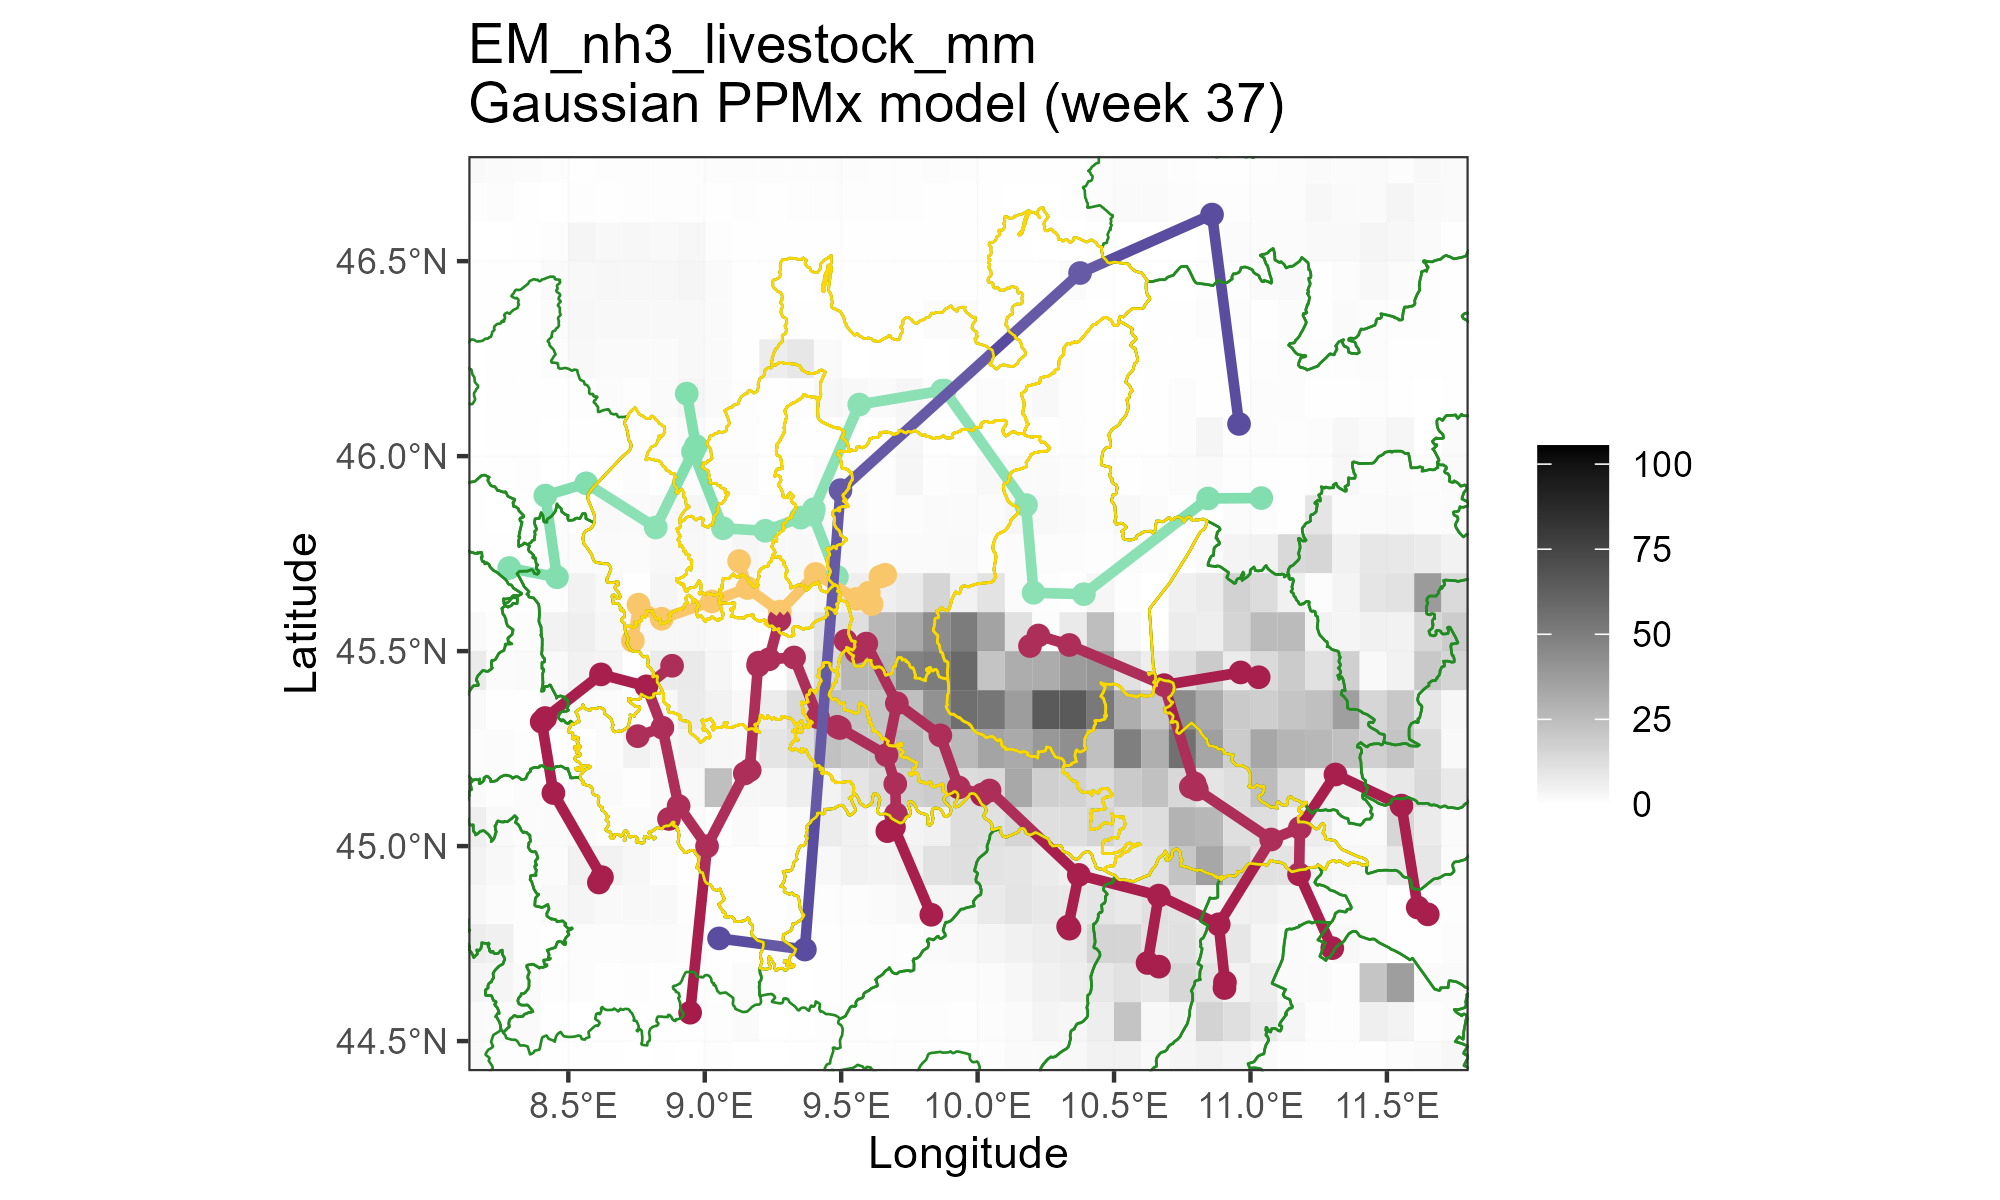 EM_nh3_livestock_mm
Gaussian PPMx model (week 37)
46.5°N
46.0°N
45.5°N
45.0°N
44.5°N
Latitude
8.5°E 9.0°E 9.5°E 10.0°E 10.5°E 11.0°E 11.5°E
Longitude
100
75
50
25
0